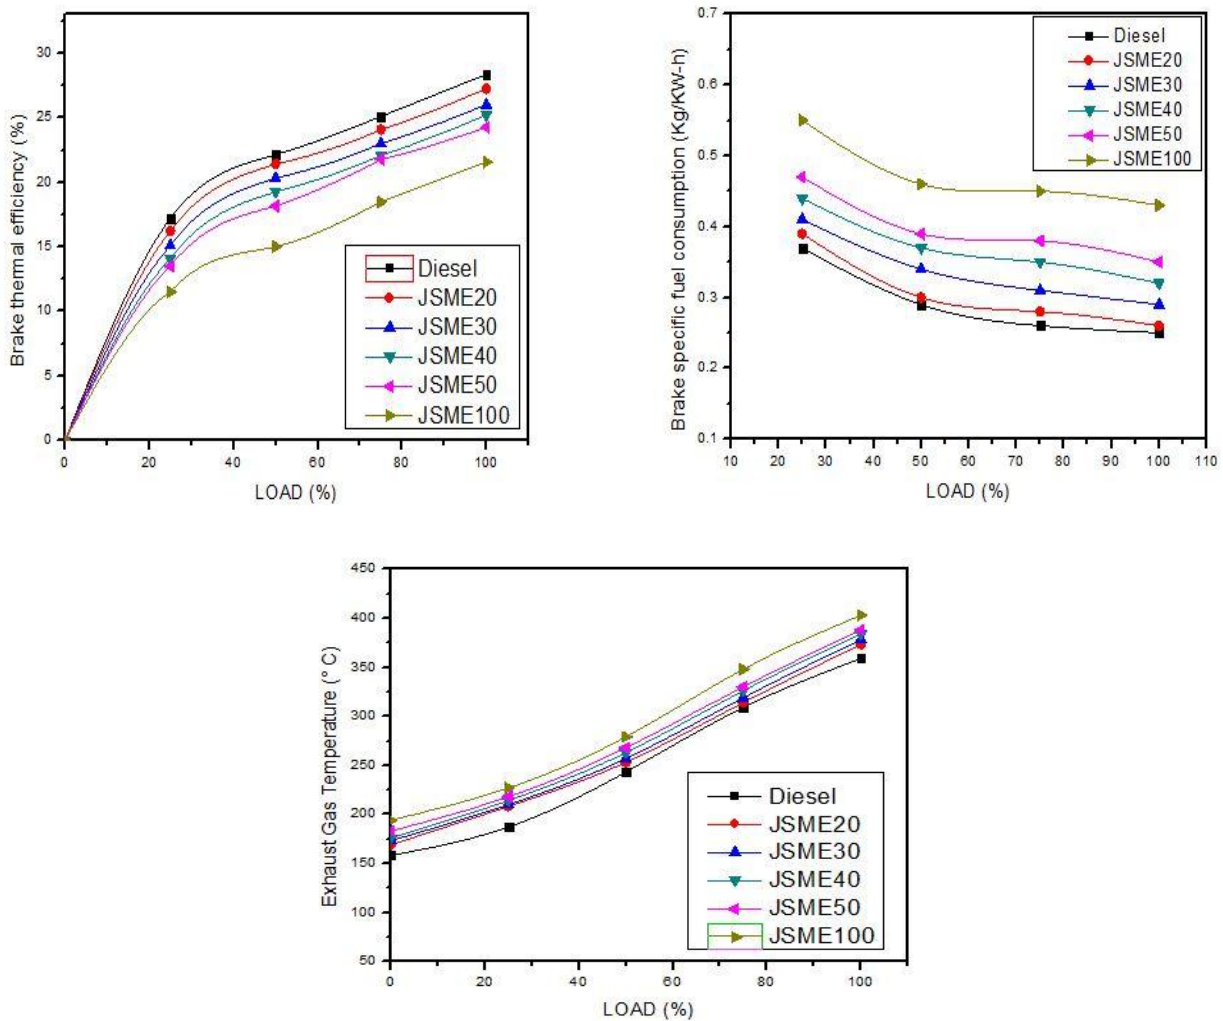 Brake thermal efficiency (%)
30
25
20
15
10
5
0
0 20 40 60 80 100
LOAD (%)
Diesel
JSME20
JSME30
JSME40
JSME50
JSME100
Brake specific fuel consumption (Kg/KW-h)
0.7
0.6
0.5
0.4
0.3
0.2
0.1
10 20 30 40 50 60 70 80 90 100 110
LOAD (%)
Diesel
JSME20
JSME30
JSME40
JSME50
JSME100
Exhaust Gas Temperature (° C)
450
400
350
300
250
200
150
100
50
0 20 40 60 80 100
LOAD (%)
Diesel
JSME20
JSME30
JSME40
JSME50
JSME100